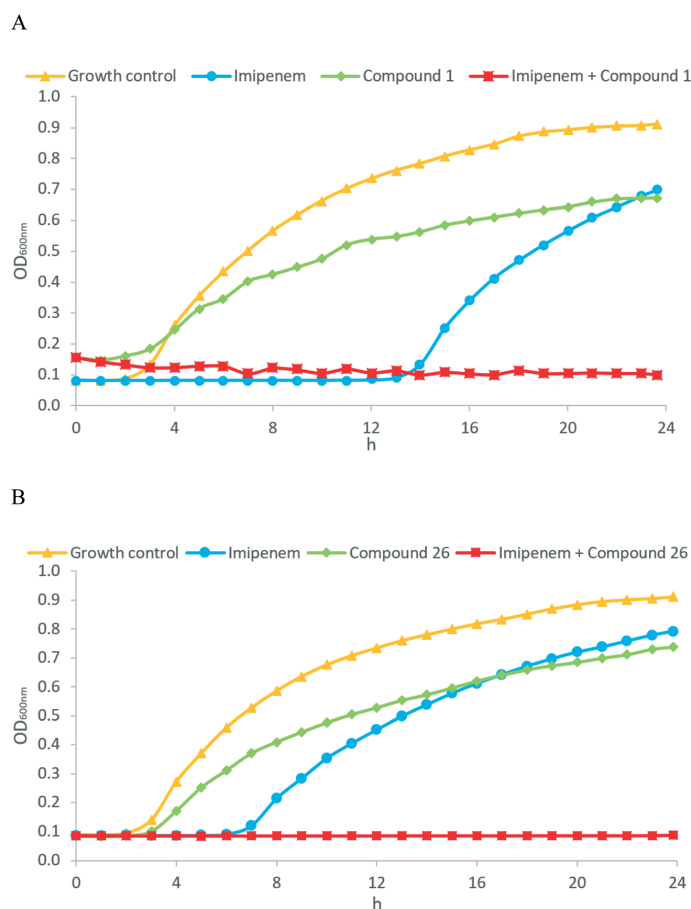 A
Growth control Imipenem Compound 1 Imipenem + Compound 1
1.0
0.9
0.8
0.7
0.6
0.5
0.4
0.3
0.2
0.1
0.0
OD600nm
0 4 8 12 16 20 24
h
B
Growth control Imipenem Compound 26 Imipenem + Compound 26
1.0
0.9
0.8
0.7
0.6
0.5
0.4
0.3
0.2
0.1
0.0
OD600nm
0 4 8 12 16 20 24
h